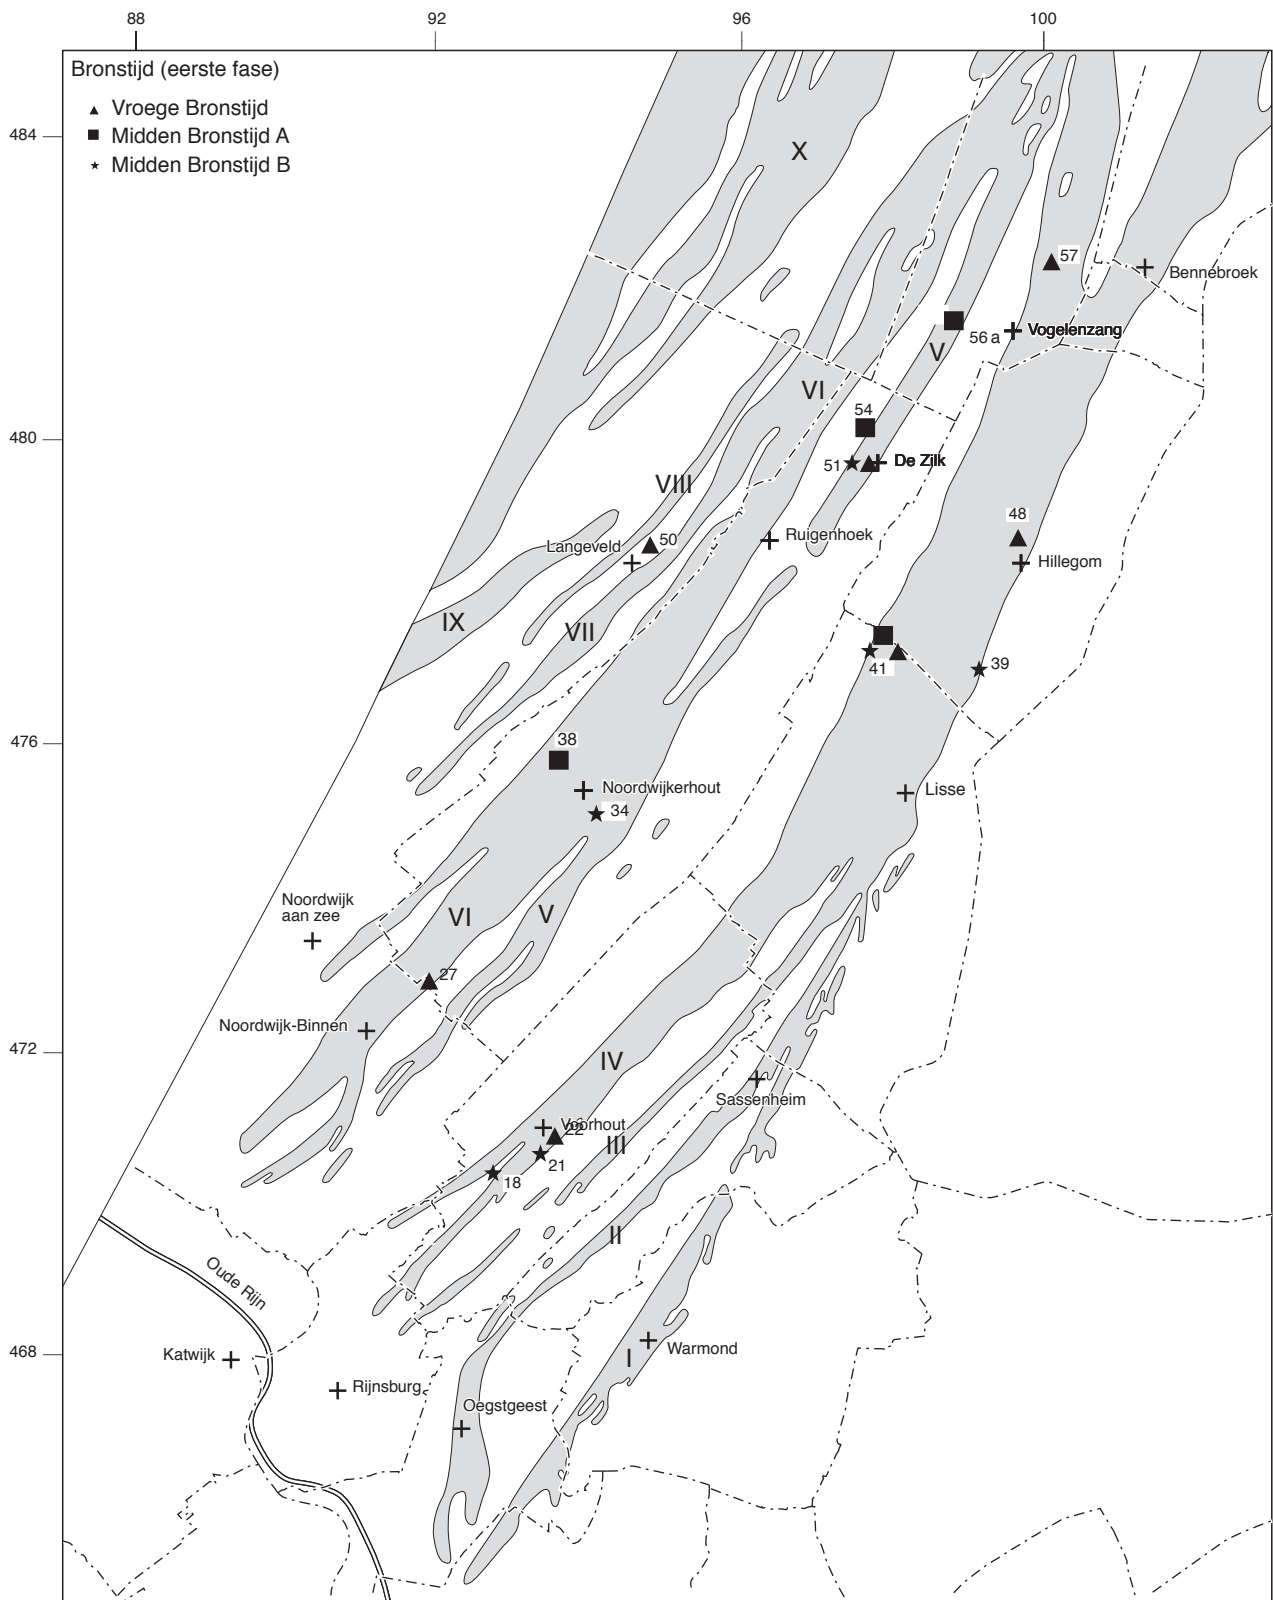 88 92 96 100
Bronstijd (eerste fase)
Vroege Bronstijd
484
Midden Bronstijd A
Midden Bronstijd B
X
57
Bennebroek
Vogelenzang
56 a
V
VI
54
480
De Zilk
51
VIII
48
Ruigenhoek
50
Langeveld
Hillegom
IX
VII
39
41
476
38
Noordwijkerhout
Lisse
34
Noordwijk
aan zee
VI
V
27
Noordwijk-Binnen
472
IV
Sassenheim
Voorhout
22
III
21
18
II
Oude Rijn
468
Katwijk
Warmond
I
Rijnsburg
Oegstgeest